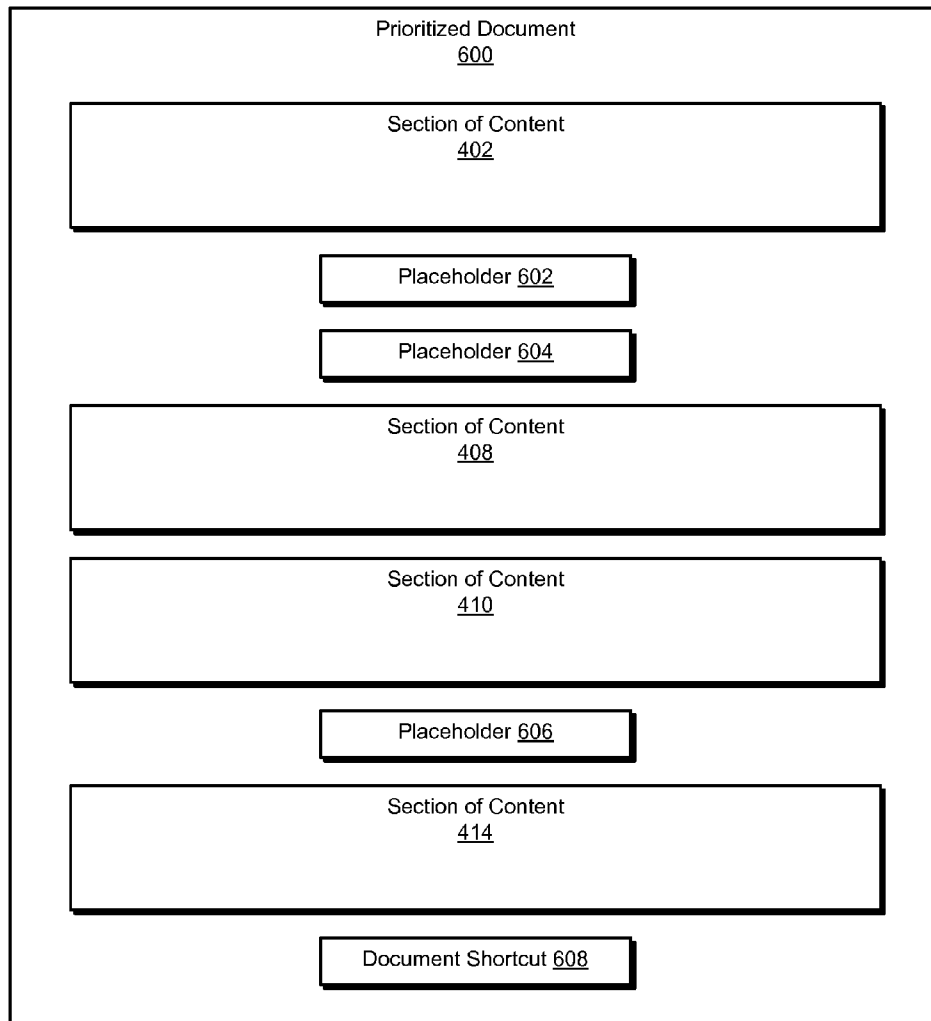 Prioritized Document
600
Section of Content
402
Placeholder 602
Placeholder 604
Section of Content
408
Section of Content
410
Placeholder 606
Section of Content
414
Document Shortcut 608